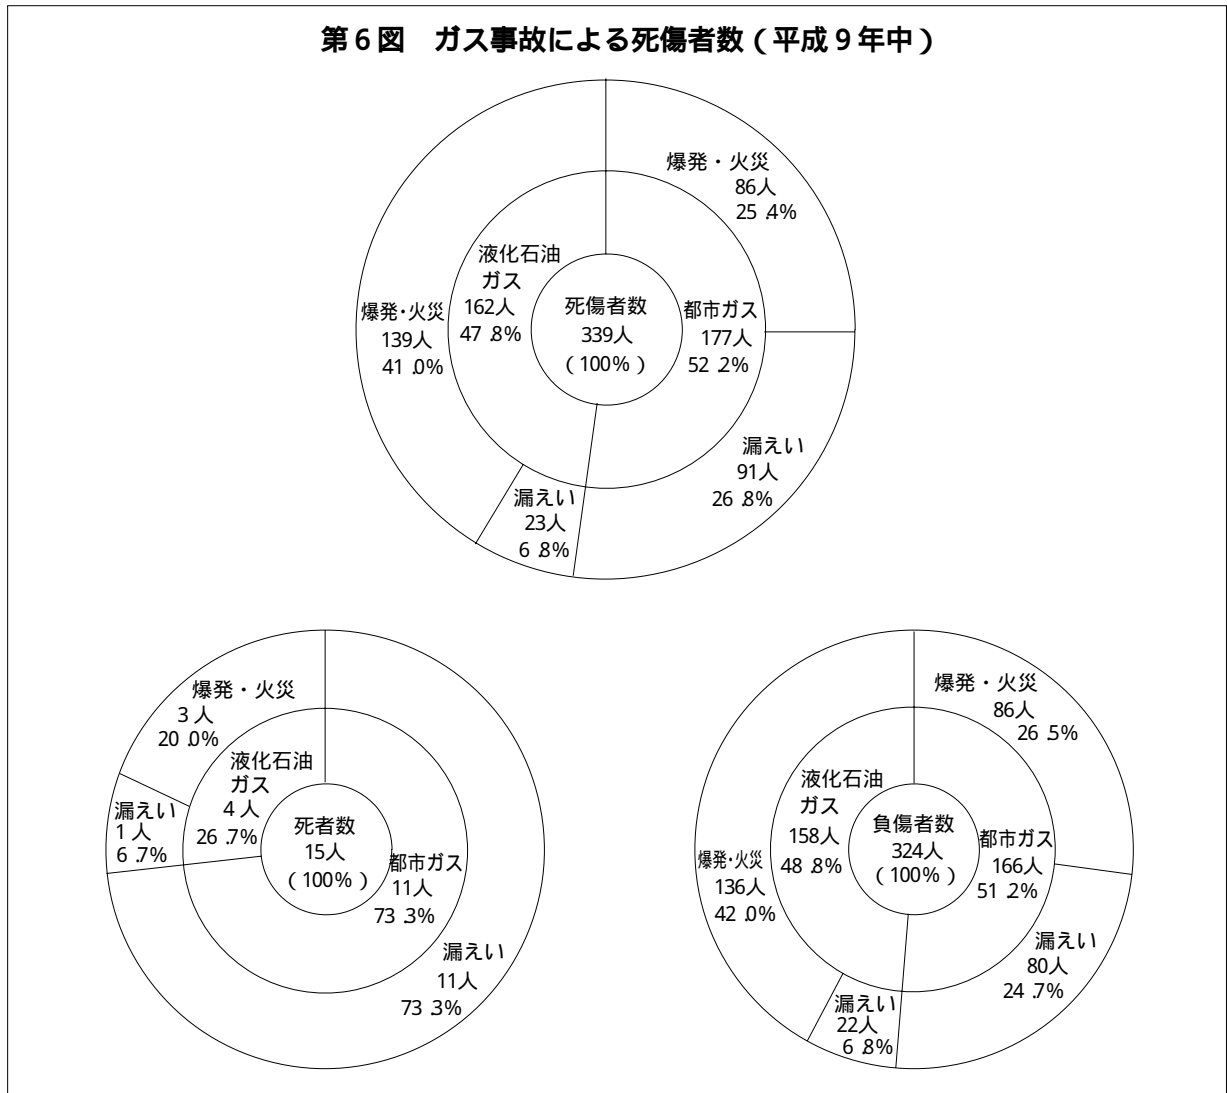 第6図　ガス事故による死傷者数(平成9年中)
爆発・火災
86人
25.4%
液化石油
ガス
162人
47.8%
死傷者数
339人
(100%)
都市ガス
177人
52.2%
爆発・火災
139人
41.0%
漏えい
91人
26.8%
漏えい
23人
6.8%
爆発・火災
3人
20.0%
液化石油
ガス
4人
26.7%
漏えい
1人
6.7%
死者数
15人
(100%)
都市ガス
11人
73.3%
漏えい
11人
73.3%
爆発・火災
86人
26.5%
液化石油
ガス
158人
48.8%
負傷者数
324人
(100%)
都市ガス
166人
51.2%
爆発・火災
136人
42.0%
漏えい
80人
24.7%
漏えい
22人
6.8%